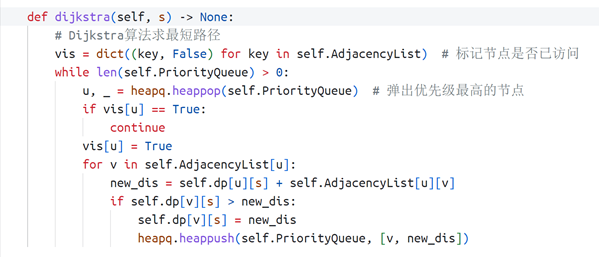 def dijkstra(self, s) -> None:
    # Dijkstra算法求最短路径
    vis = dict((key, False) for key in self.AdjacencyList)  # 标记节点是否已访问
    while len(self.PriorityQueue) > 0:
        u, _ = heapq.heappop(self.PriorityQueue)  # 弹出优先级最高的节点
        if vis[u] == True:
            continue
        vis[u] = True
        for v in self.AdjacencyList[u]:
            new_dis = self.dp[u][s] + self.AdjacencyList[u][v]
            if self.dp[v][s] > new_dis:
                self.dp[v][s] = new_dis
                heapq.heappush(self.PriorityQueue, [v, new_dis])